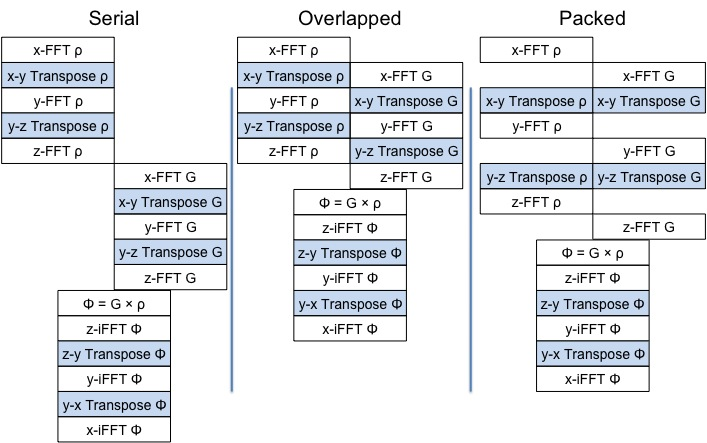 Serial
x-FFT ρ
x-y Transpose ρ
y-FFT ρ
y-z Transpose ρ
z-FFT ρ
x-FFT G
x-y Transpose G
y-FFT G
y-z Transpose G
z-FFT G
Φ = G × ρ
z-iFFT Φ
z-y Transpose Φ
y-iFFT Φ
y-x Transpose Φ
x-iFFT Φ
Overlapped
x-FFT ρ
x-y Transpose ρ
x-FFT G
y-FFT ρ
x-y Transpose G
y-z Transpose ρ
y-FFT G
z-FFT ρ
y-z Transpose G
z-FFT G
Φ = G × ρ
z-iFFT Φ
z-y Transpose Φ
y-iFFT Φ
y-x Transpose Φ
x-iFFT Φ
Packed
x-FFT ρ
x-FFT G
x-y Transpose ρ
x-y Transpose G
y-FFT ρ
y-FFT G
y-z Transpose ρ
y-z Transpose G
z-FFT ρ
z-FFT G
Φ = G × ρ
z-iFFT Φ
z-y Transpose Φ
y-iFFT Φ
y-x Transpose Φ
x-iFFT Φ